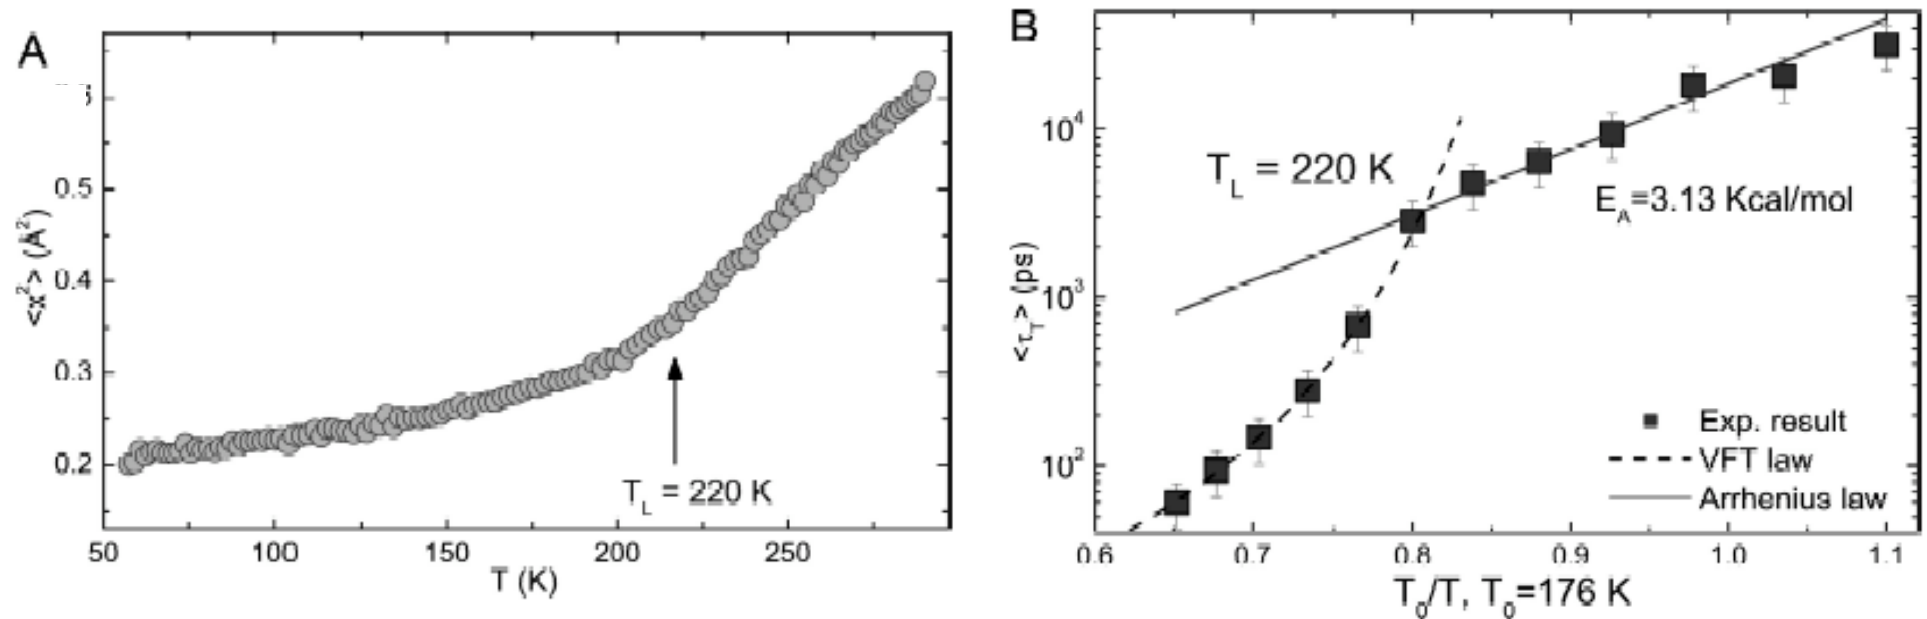 A
<x²> (Å²)
0.5
0.4
0.3
0.2
T_L = 220 K
50 100 150 200 250
T (K)
B
<τ_T> (ps)
10⁴
10³
10²
T_L = 220 K
E_A=3.13 Kcal/mol
Exp. result
VFT law
Arrhenius law
0.6 0.7 0.8 0.9 1.0 1.1
T₀/T, T₀=176 K